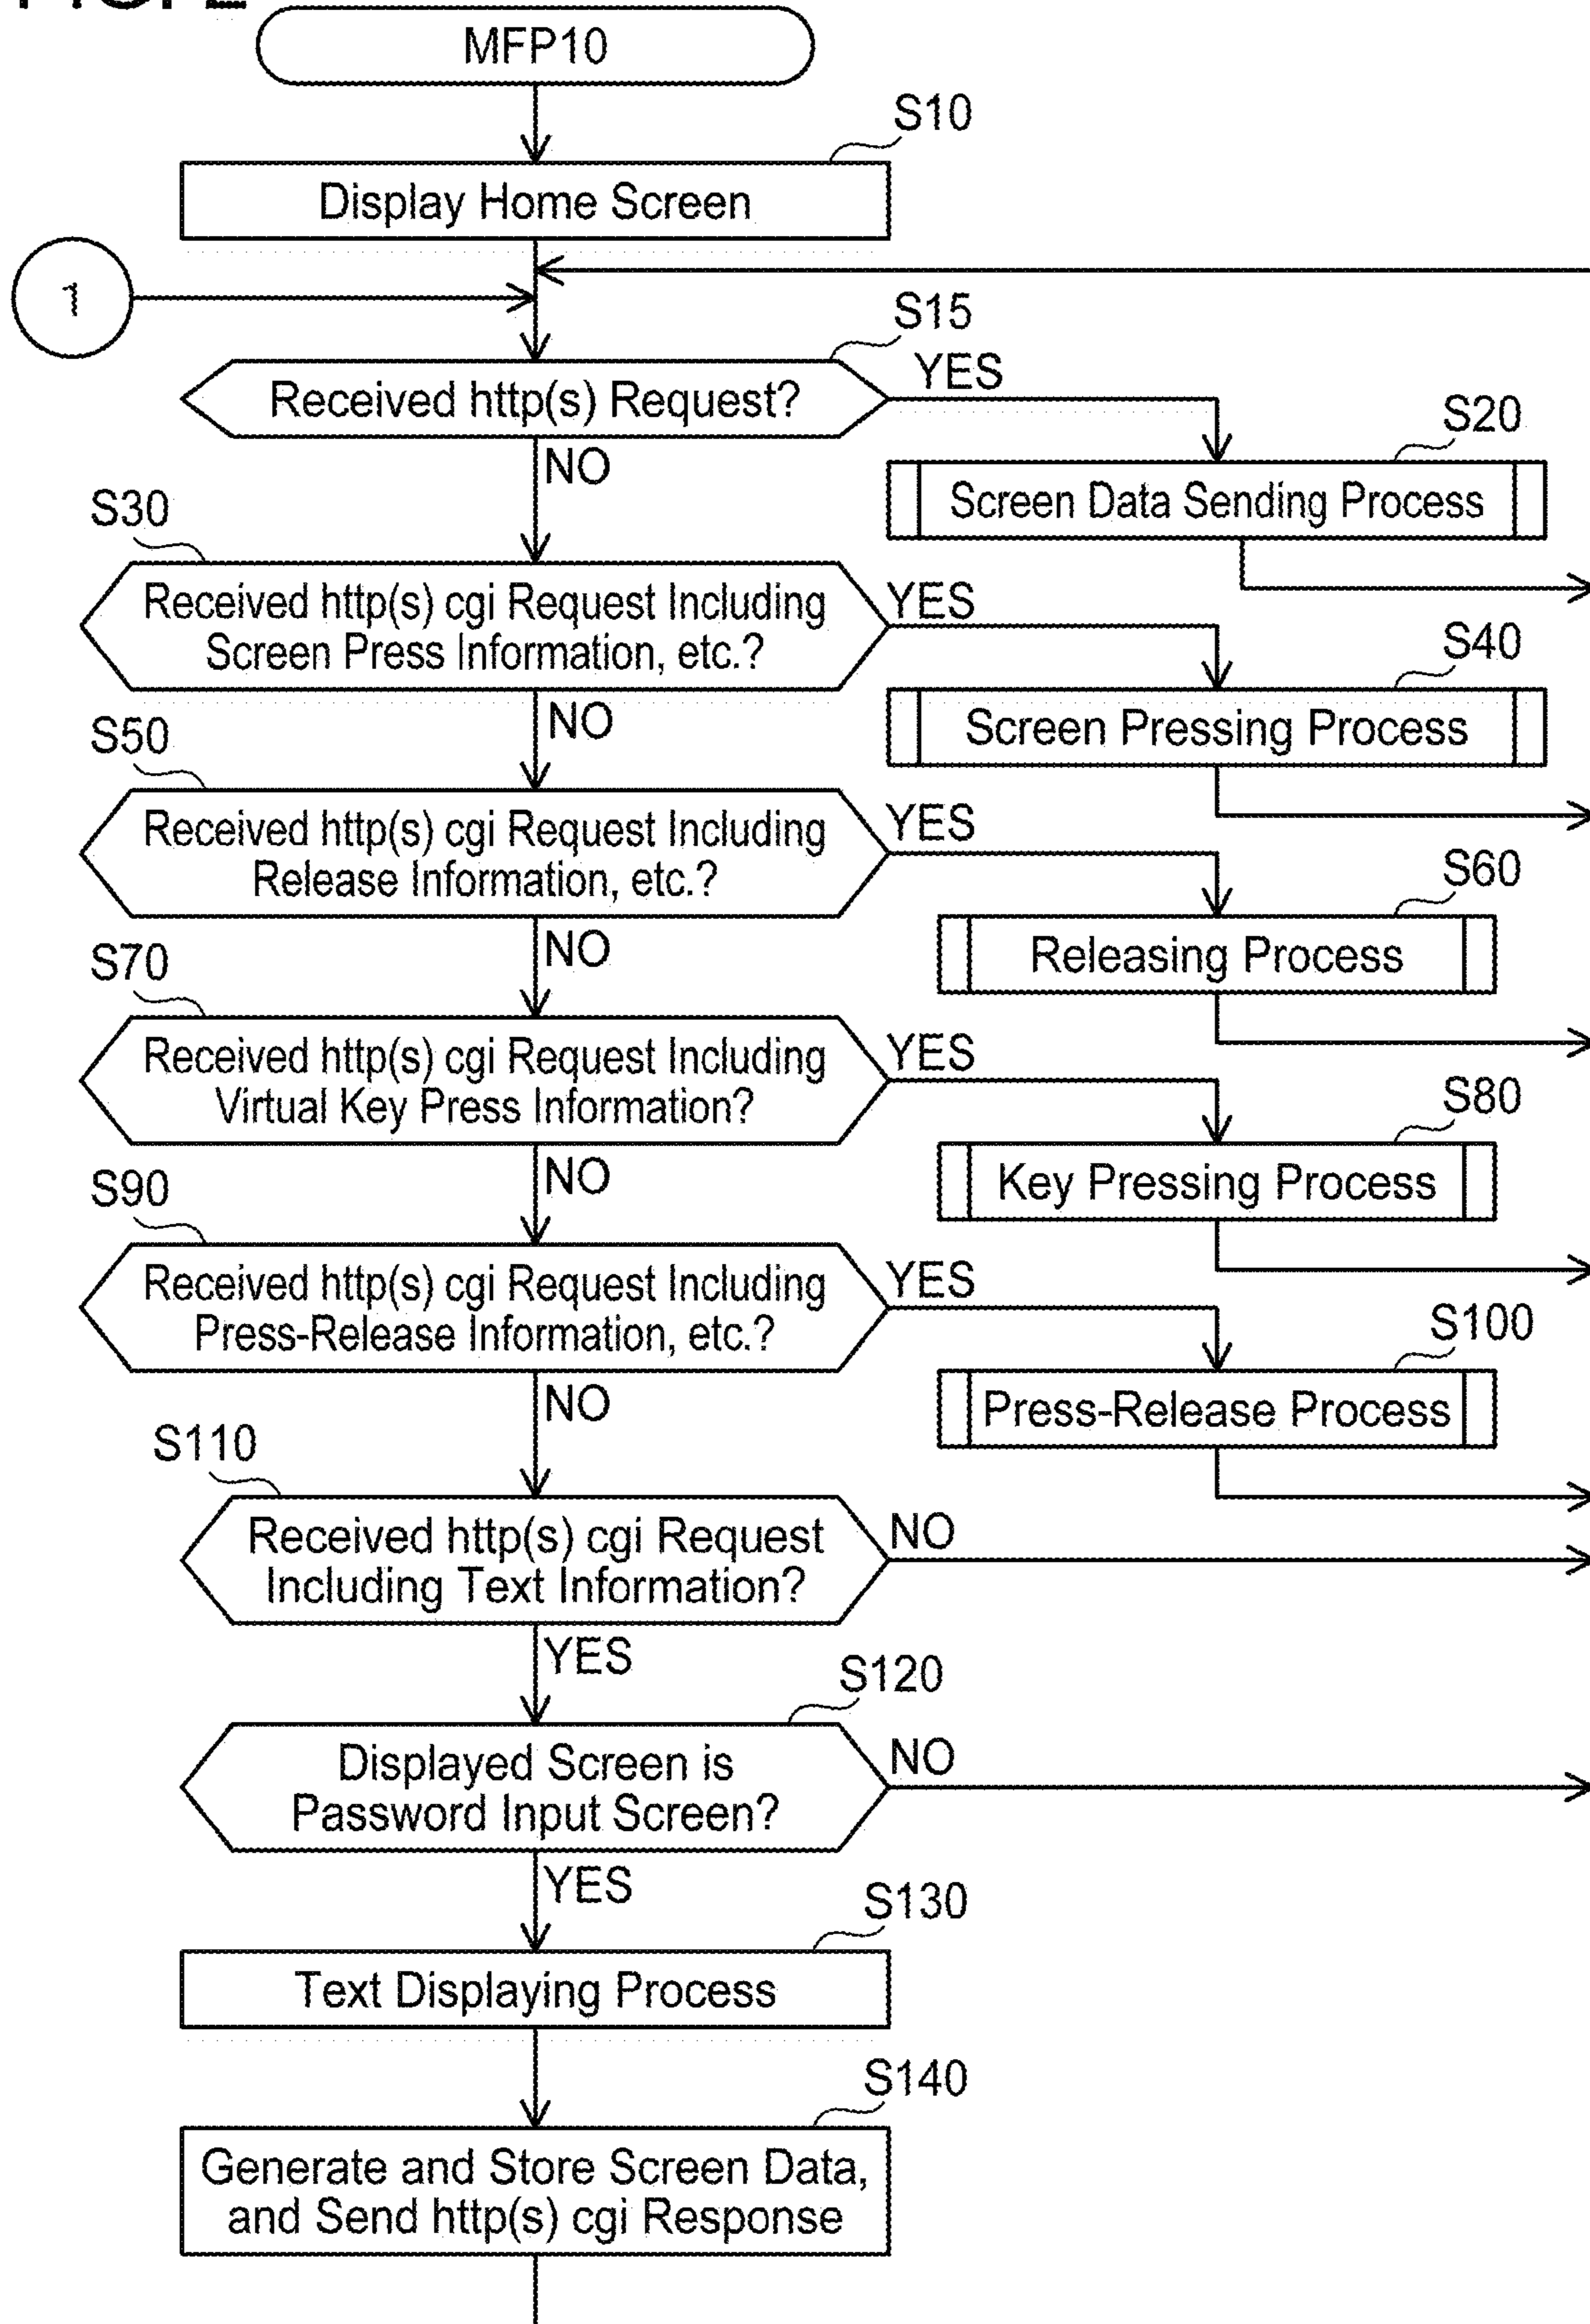 MFP10
S10
Display Home Screen
1
S15
Received http(s) Request?
YES
NO
S20
Screen Data Sending Process
S30
Received http(s) cgi Request Including
Screen Press Information, etc.?
YES
NO
S40
Screen Pressing Process
S50
Received http(s) cgi Request Including
Release Information, etc.?
YES
NO
S60
Releasing Process
S70
Received http(s) cgi Request Including
Virtual Key Press Information?
YES
NO
S80
Key Pressing Process
S90
Received http(s) cgi Request Including
Press-Release Information, etc.?
YES
NO
S100
Press-Release Process
S110
Received http(s) cgi Request
Including Text Information?
NO
YES
S120
Displayed Screen is
Password Input Screen?
NO
YES
S130
Text Displaying Process
S140
Generate and Store Screen Data,
and Send http(s) cgi Response